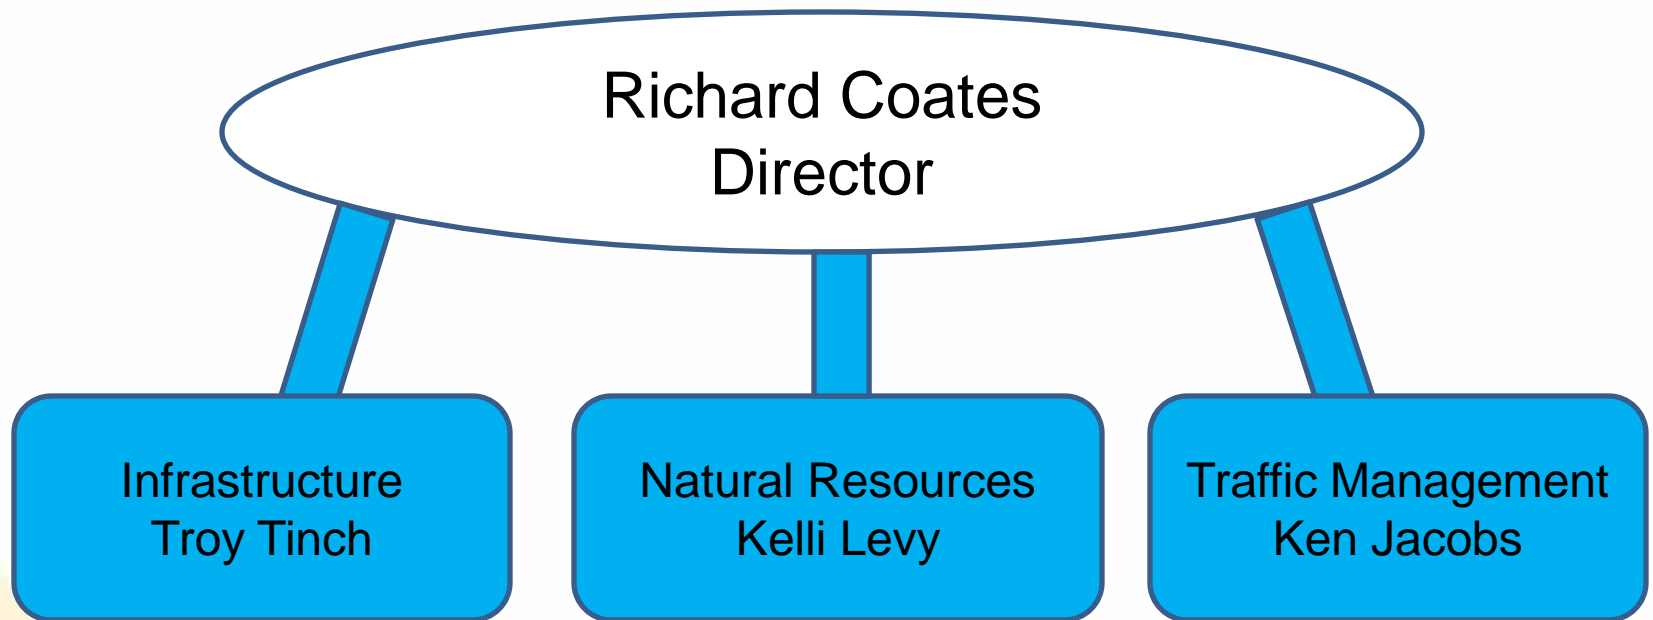 Richard Coates
Director
Infrastructure
Troy Tinch
Natural Resources
Kelli Levy
Traffic Management
Ken Jacobs